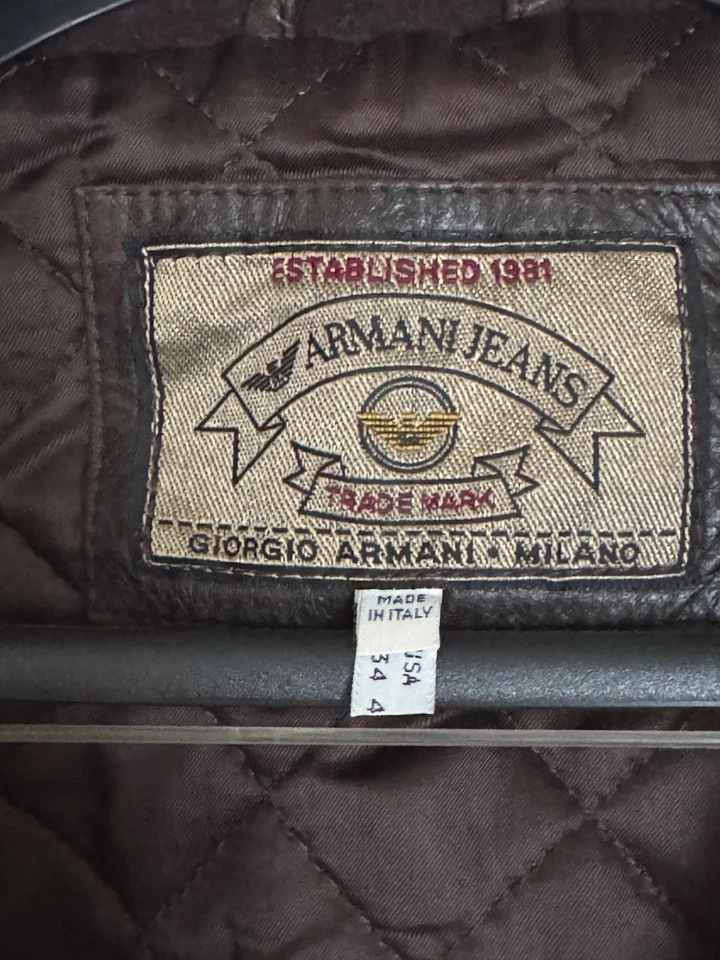 ESTABLISHED 1981
ARMANI JEANS
TRADE MARK
GIORGIO ARMANI • MILANO
MADE
IN ITALY
USA
34 4